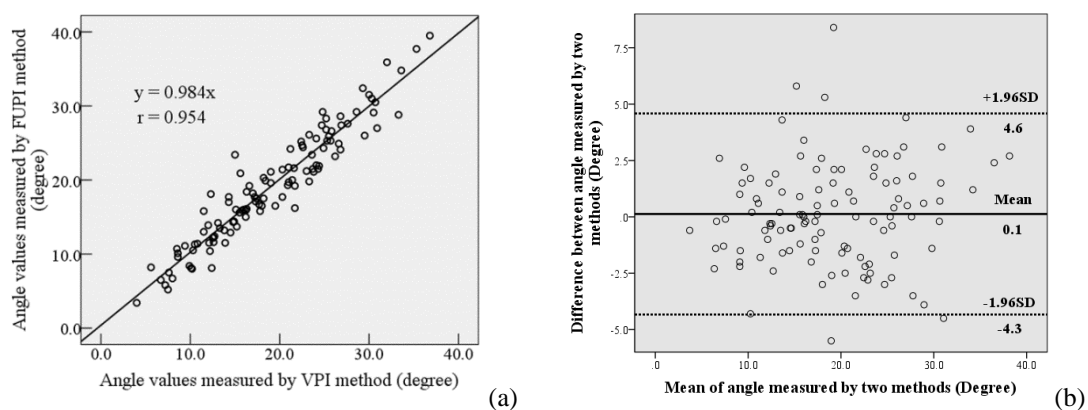 Angle values measured by FUPI method
(degree)
40.0
30.0
20.0
10.0
0.0
y = 0.984x
r = 0.954
0.0 10.0 20.0 30.0 40.0
Angle values measured by VPI method (degree)
(a)
Difference between angle measured by two
methods (Degree)
7.5
5.0
2.5
0
-2.5
-5.0
+1.96SD
4.6
Mean
0.1
-1.96SD
-4.3
.0 10.0 20.0 30.0 40.0
Mean of angle measured by two methods (Degree)
(b)